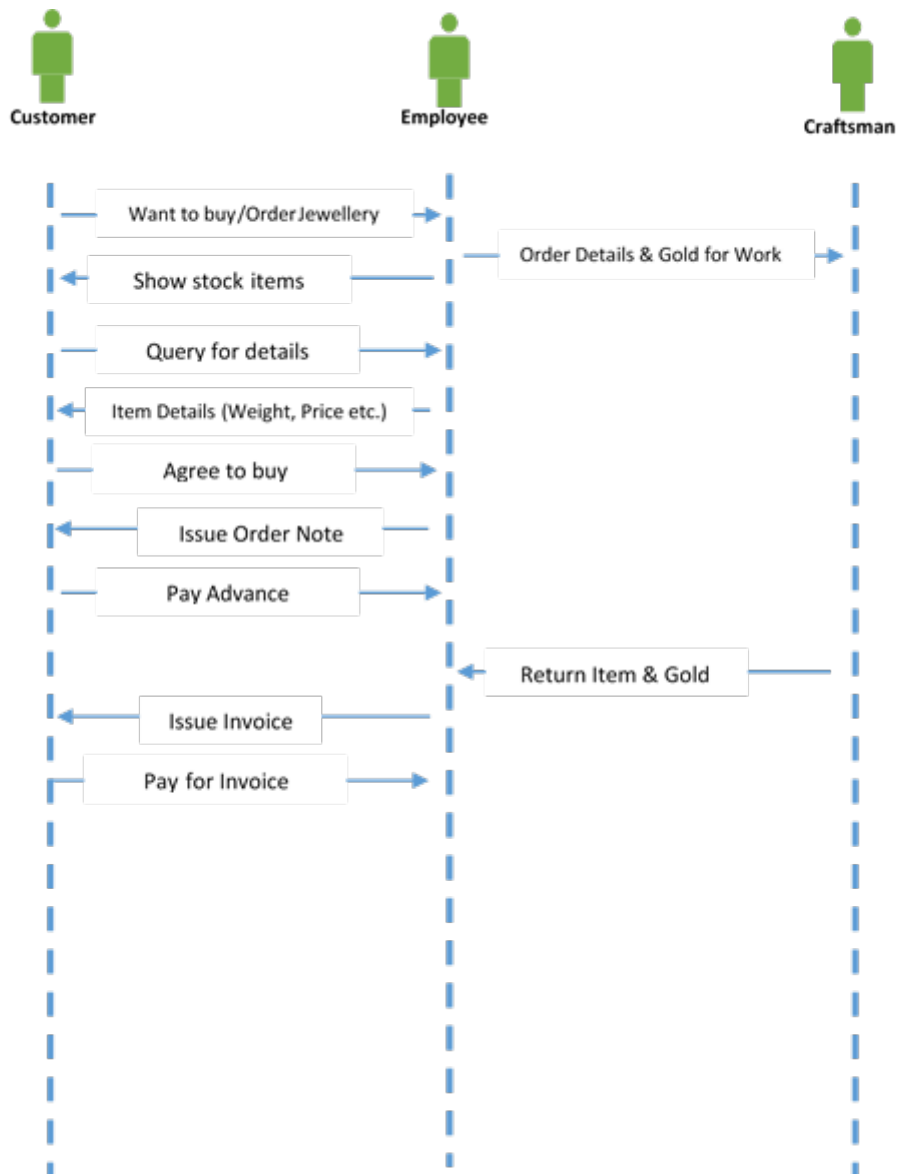 Customer
Employee
Craftsman
Want to buy/Order Jewellery
Order Details & Gold for Work
Show stock items
Query for details
Item Details (Weight, Price etc.)
Agree to buy
Issue Order Note
Pay Advance
Return Item & Gold
Issue Invoice
Pay for Invoice